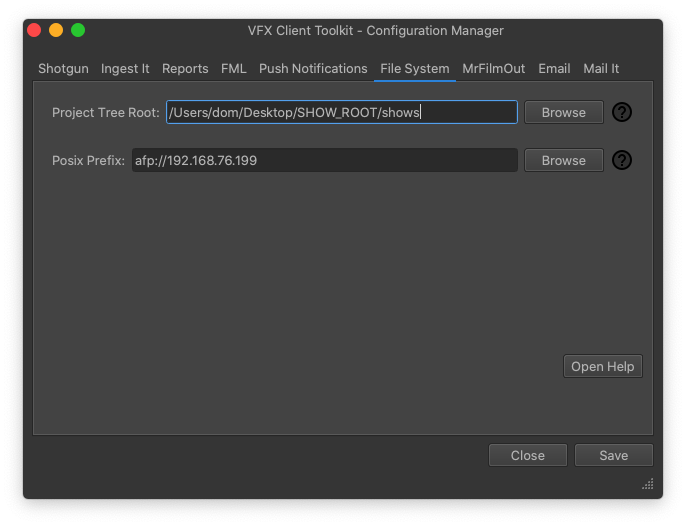 VFX Client Toolkit - Configuration Manager
Shotgun Ingest It Reports FML Push Notifications File System MrFilmOut Email Mail It
Project Tree Root: /Users/dom/Desktop/SHOW_ROOT/shows Browse ?
Posix Prefix: afp://192.168.76.199 Browse ?
Open Help
Close Save